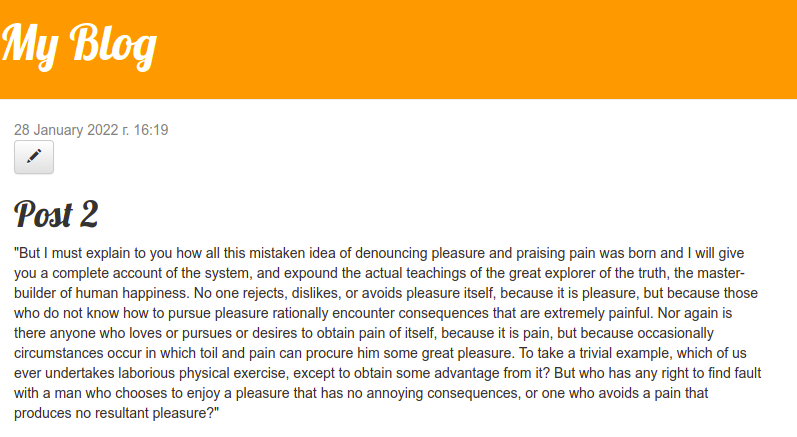 My Blog
28 January 2022 г. 16:19
Post 2
"But I must explain to you how all this mistaken idea of denouncing pleasure and praising pain was born and I will give
you a complete account of the system, and expound the actual teachings of the great explorer of the truth, the master-
builder of human happiness. No one rejects, dislikes, or avoids pleasure itself, because it is pleasure, but because those
who do not know how to pursue pleasure rationally encounter consequences that are extremely painful. Nor again is
there anyone who loves or pursues or desires to obtain pain of itself, because it is pain, but because occasionally
circumstances occur in which toil and pain can procure him some great pleasure. To take a trivial example, which of us
ever undertakes laborious physical exercise, except to obtain some advantage from it? But who has any right to find fault
with a man who chooses to enjoy a pleasure that has no annoying consequences, or one who avoids a pain that
produces no resultant pleasure?"